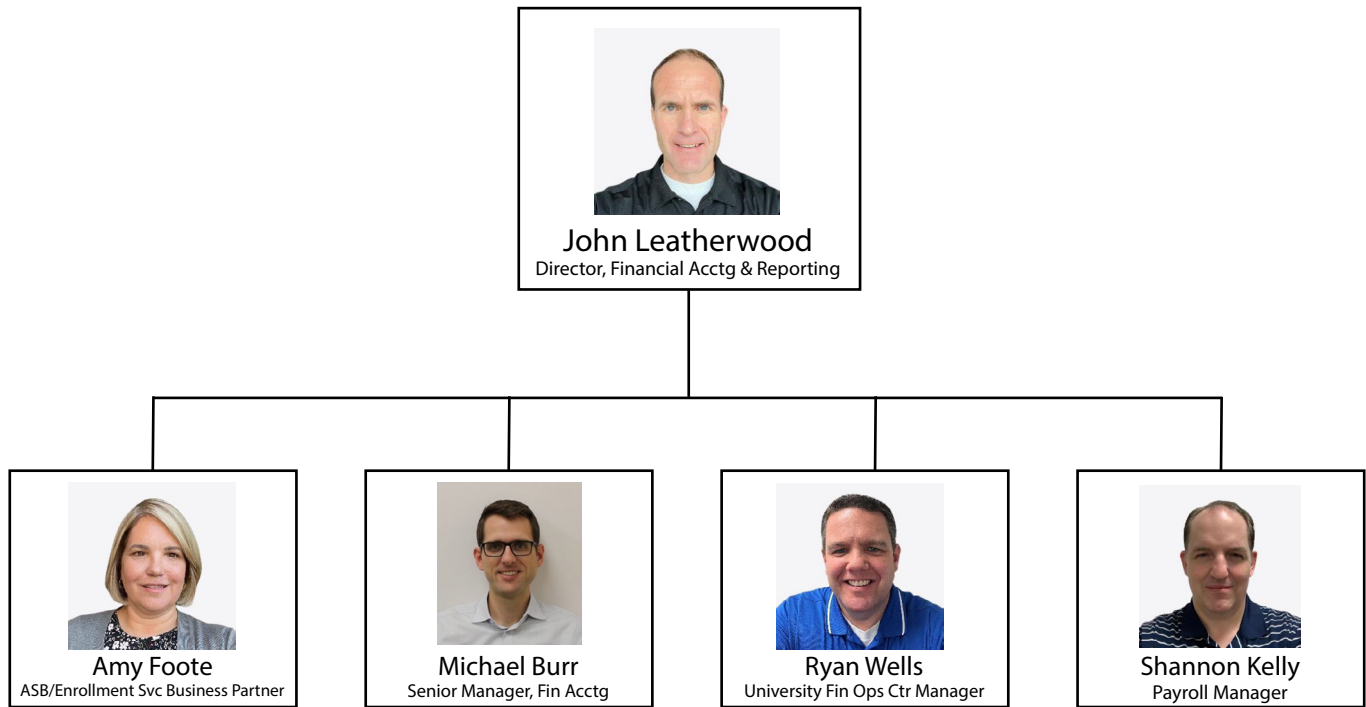 John Leatherwood
Director, Financial Acctg & Reporting
Amy Foote
ASB/Enrollment Svc Business Partner
Michael Burr
Senior Manager, Fin Acctg
Ryan Wells
University Fin Ops Ctr Manager
Shannon Kelly
Payroll Manager